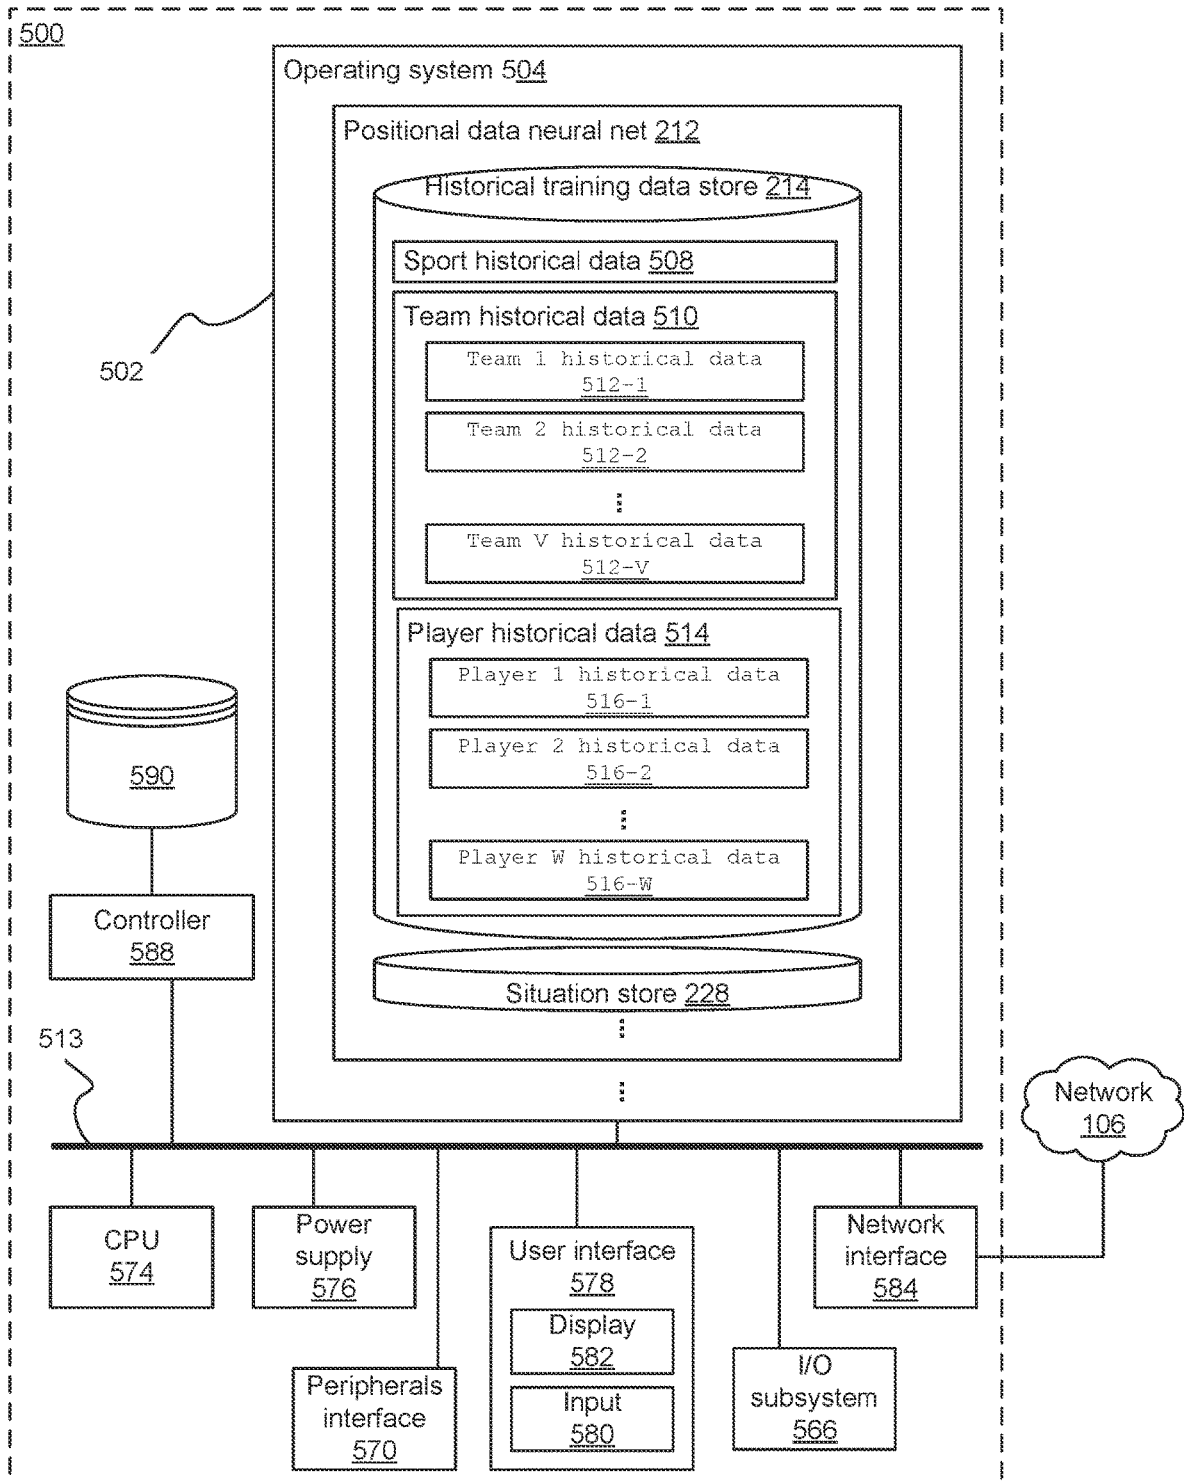 500
Operating system 504
Positional data neural net 212
Historical training data store 214
Sport historical data 508
Team historical data 510
Team 1 historical data
512-1
Team 2 historical data
512-2
Team V historical data
512-V
502
Player historical data 514
Player 1 historical data
516-1
Player 2 historical data
516-2
Player W historical data
516-W
590
Controller
588
Situation store 228
513
Network
106
CPU
574
Power
supply
576
User interface
578
Display
582
Input
580
Network
interface
584
Peripherals
interface
570
I/O
subsystem
566